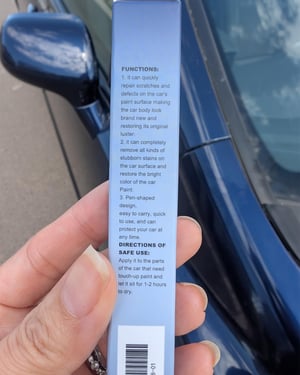 FUNCTIONS:
1. it can quickly
repair scratches and
defects on the car's
paint surface making
the car body look
brand new and
restoring its original
luster.
2. it can completely
remove all kinds of
stubborn stains on
the car surface and
restore the bright
color of the car
Paint.
3. Pen-shaped
design,
easy to carry, quick
to use, and can
protect your car at
any time.
DIRECTIONS OF
SAFE USE:
Apply it to the parts
of the car that need
touch-up paint and
let it sit for 1-2 hours
to dry.